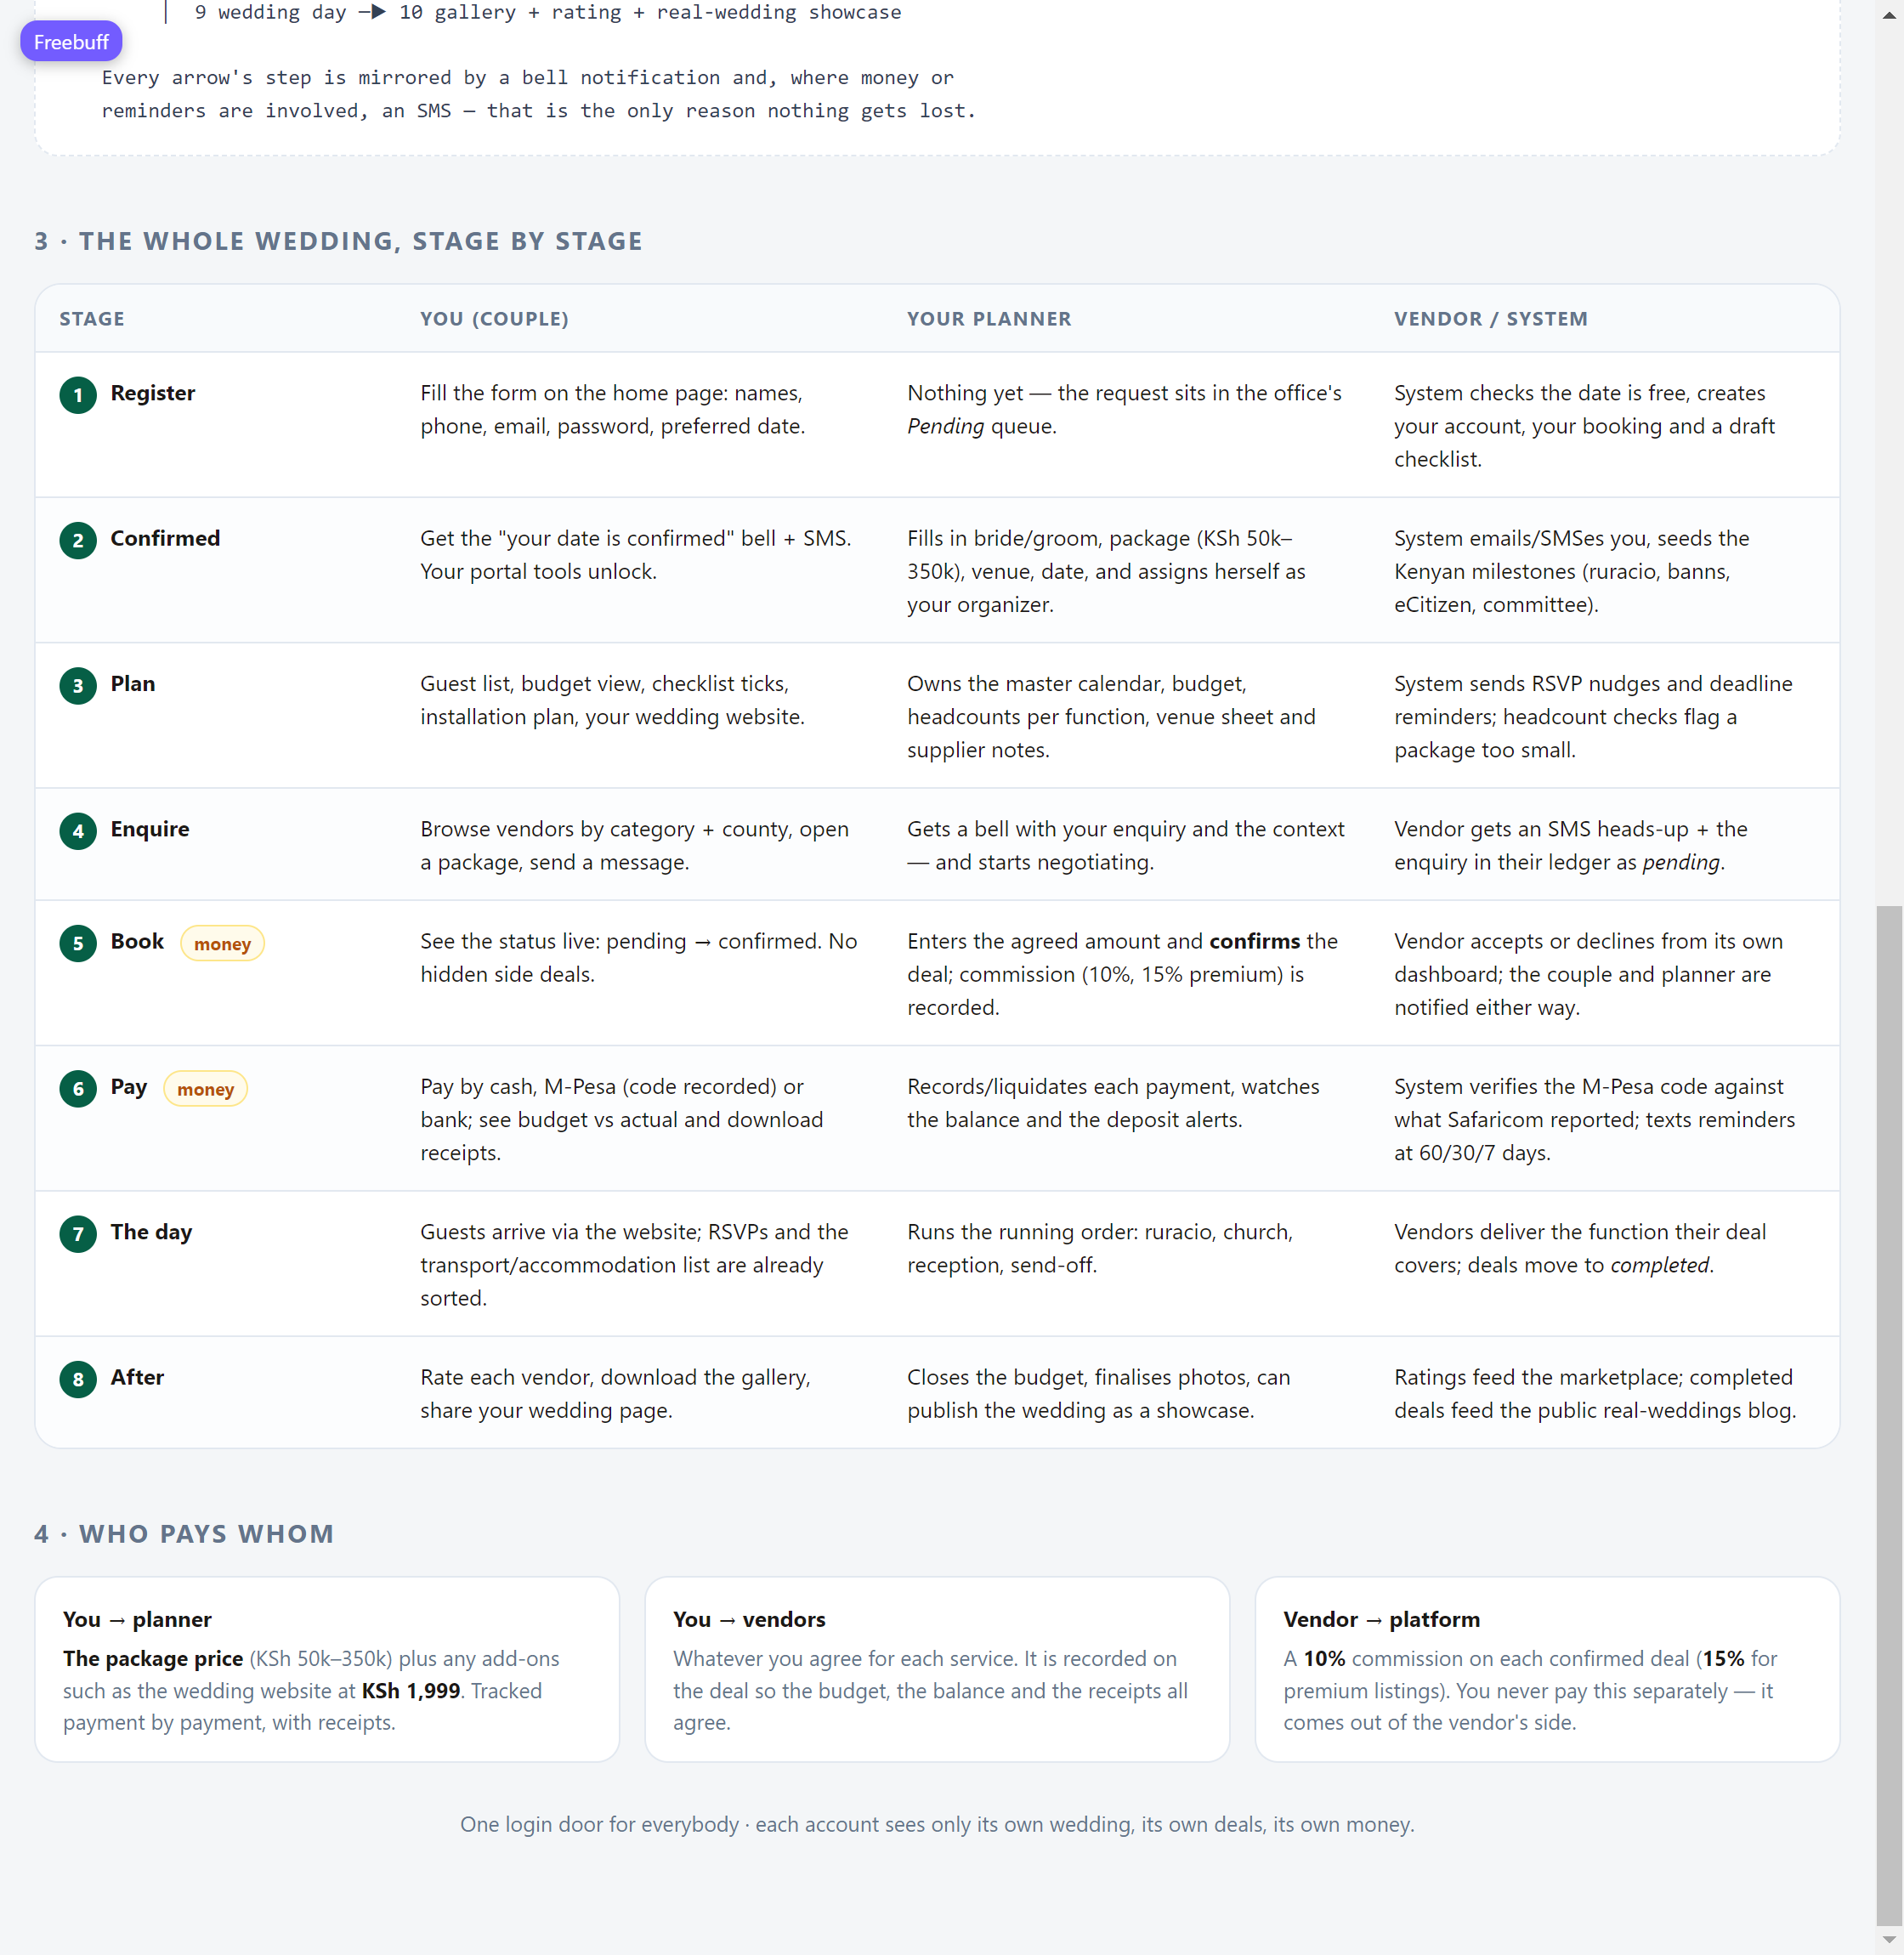 │ 9 wedding day ─▶ 10 gallery + rating + real-wedding showcase
Freebuff
Every arrow's step is mirrored by a bell notification and, where money or
reminders are involved, an SMS — that is the only reason nothing gets lost.
3 · THE WHOLE WEDDING, STAGE BY STAGE
STAGE
YOU (COUPLE)
YOUR PLANNER
VENDOR / SYSTEM
1 Register
Fill the form on the home page: names,
phone, email, password, preferred date.
Nothing yet — the request sits in the office's
Pending queue.
System checks the date is free, creates
your account, your booking and a draft
checklist.
2 Confirmed
Get the "your date is confirmed" bell + SMS.
Your portal tools unlock.
Fills in bride/groom, package (KSh 50k–
350k), venue, date, and assigns herself as
your organizer.
System emails/SMSes you, seeds the
Kenyan milestones (ruracio, banns,
eCitizen, committee).
3 Plan
Guest list, budget view, checklist ticks,
installation plan, your wedding website.
Owns the master calendar, budget,
headcounts per function, venue sheet and
supplier notes.
System sends RSVP nudges and deadline
reminders; headcount checks flag a
package too small.
4 Enquire
Browse vendors by category + county, open
a package, send a message.
Gets a bell with your enquiry and the context
— and starts negotiating.
Vendor gets an SMS heads-up + the
enquiry in their ledger as pending.
5 Book money
See the status live: pending → confirmed. No
hidden side deals.
Enters the agreed amount and confirms the
deal; commission (10%, 15% premium) is
recorded.
Vendor accepts or declines from its own
dashboard; the couple and planner are
notified either way.
6 Pay money
Pay by cash, M-Pesa (code recorded) or
bank; see budget vs actual and download
receipts.
Records/liquidates each payment, watches
the balance and the deposit alerts.
System verifies the M-Pesa code against
what Safaricom reported; texts reminders
at 60/30/7 days.
7 The day
Guests arrive via the website; RSVPs and the
transport/accommodation list are already
sorted.
Runs the running order: ruracio, church,
reception, send-off.
Vendors deliver the function their deal
covers; deals move to completed.
8 After
Rate each vendor, download the gallery,
share your wedding page.
Closes the budget, finalises photos, can
publish the wedding as a showcase.
Ratings feed the marketplace; completed
deals feed the public real-weddings blog.
4 · WHO PAYS WHOM
You → planner
The package price (KSh 50k–350k) plus any add-ons
such as the wedding website at KSh 1,999. Tracked
payment by payment, with receipts.
You → vendors
Whatever you agree for each service. It is recorded on
the deal so the budget, the balance and the receipts all
agree.
Vendor → platform
A 10% commission on each confirmed deal (15% for
premium listings). You never pay this separately — it
comes out of the vendor's side.
One login door for everybody · each account sees only its own wedding, its own deals, its own money.